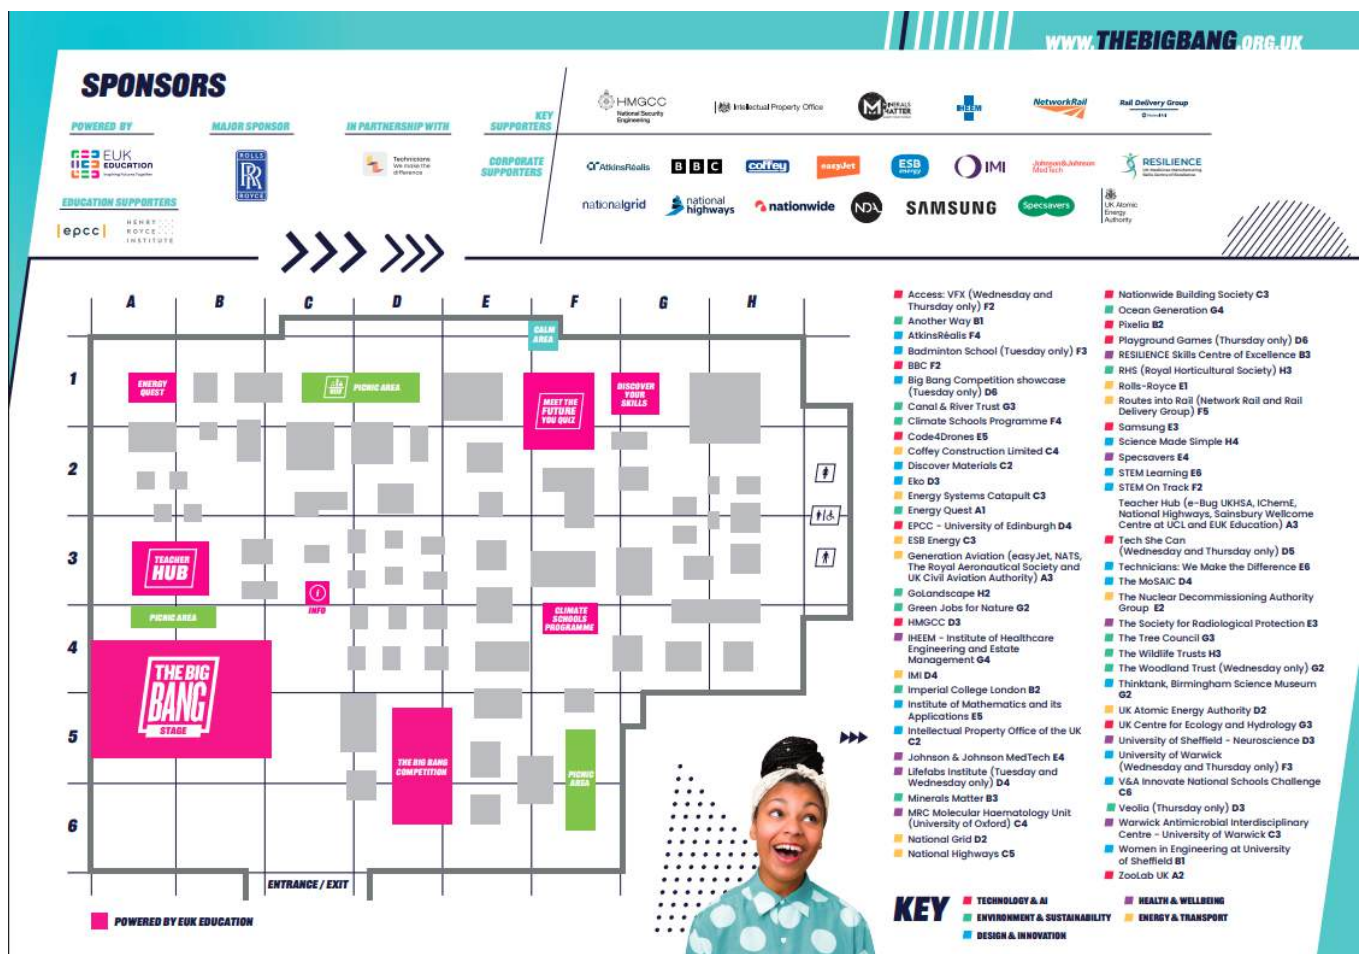 WWW.THEBIGBANG.ORG.UK
SPONSORS
POWERED BY
EUK
EDUCATION
Inspiring Futures Together
MAJOR SPONSOR
ROLLS
RR
ROYCE
IN PARTNERSHIP WITH
Technicians
We make the
difference
EDUCATION SUPPORTERS
|epcc|
HENRY
ROYCE
INSTITUTE
KEY
SUPPORTERS
HMGCC
National Security
Engineering
Intellectual Property Office
MINERALS
MATTER
IHEEM
NetworkRail
Rail Delivery Group
CORPORATE
SUPPORTERS
AtkinsRéalis
BBC
coffey
easyJet
ESB
energy
IMI
Johnson&Johnson
MedTech
RESILIENCE
nationalgrid
national
highways
nationwide
NDA
SAMSUNG
Specsavers
UK Atomic
Energy
Authority
A B C D E F G H
1
2
3
4
5
6
CALM
AREA
ENERGY
QUEST
PICNIC AREA
MEET THE
FUTURE
YOU QUIZ
DISCOVER
YOUR
SKILLS
TEACHER
HUB
i
INFO
PICNIC AREA
CLIMATE
SCHOOLS
PROGRAMME
THE BIG
BANG
STAGE
THE BIG BANG
COMPETITION
PICNIC
AREA
ENTRANCE / EXIT
POWERED BY EUK EDUCATION
Access: VFX (Wednesday and
Thursday only) F2
Another Way B1
AtkinsRéalis F4
Badminton School (Tuesday only) F3
BBC F2
Big Bang Competition showcase
(Tuesday only) D6
Canal & River Trust G3
Climate Schools Programme F4
Code4Drones E5
Coffey Construction Limited C4
Discover Materials C2
Eko D3
Energy Systems Catapult C3
Energy Quest A1
EPCC - University of Edinburgh D4
ESB Energy C3
Generation Aviation (easyJet, NATS,
The Royal Aeronautical Society and
UK Civil Aviation Authority) A3
GoLandscape H2
Green Jobs for Nature G2
HMGCC D3
IHEEM - Institute of Healthcare
Engineering and Estate
Management G4
IMI D4
Imperial College London B2
Institute of Mathematics and its
Applications E5
Intellectual Property Office of the UK
C2
Johnson & Johnson MedTech E4
Lifelabs Institute (Tuesday and
Wednesday only) D4
Minerals Matter B3
MRC Molecular Haematology Unit
(University of Oxford) C4
National Grid D2
National Highways C5
Nationwide Building Society C3
Ocean Generation G4
Pixelia B2
Playground Games (Thursday only) D6
RESILIENCE Skills Centre of Excellence B3
RHS (Royal Horticultural Society) H3
Rolls-Royce E1
Routes into Rail (Network Rail and Rail
Delivery Group) F5
Samsung E3
Science Made Simple H4
Specsavers E4
STEM Learning E6
STEM On Track F2
Teacher Hub (e-Bug UKHSA, IChemE,
National Highways, Sainsbury Wellcome
Centre at UCL and EUK Education) A3
Tech She Can
(Wednesday and Thursday only) D5
Technicians: We Make the Difference E6
The MoSAIC D4
The Nuclear Decommissioning Authority
Group E2
The Society for Radiological Protection E3
The Tree Council G3
The Wildlife Trusts H3
The Woodland Trust (Wednesday only) G2
Thinktank, Birmingham Science Museum
G2
UK Atomic Energy Authority D2
UK Centre for Ecology and Hydrology G3
University of Sheffield - Neuroscience D3
University of Warwick
(Wednesday and Thursday only) F3
V&A Innovate National Schools Challenge
C6
Veolia (Thursday only) D3
Warwick Antimicrobial Interdisciplinary
Centre - University of Warwick C3
Women in Engineering at University
of Sheffield B1
ZooLab UK A2
KEY
TECHNOLOGY & AI
ENVIRONMENT & SUSTAINABILITY
DESIGN & INNOVATION
HEALTH & WELLBEING
ENERGY & TRANSPORT